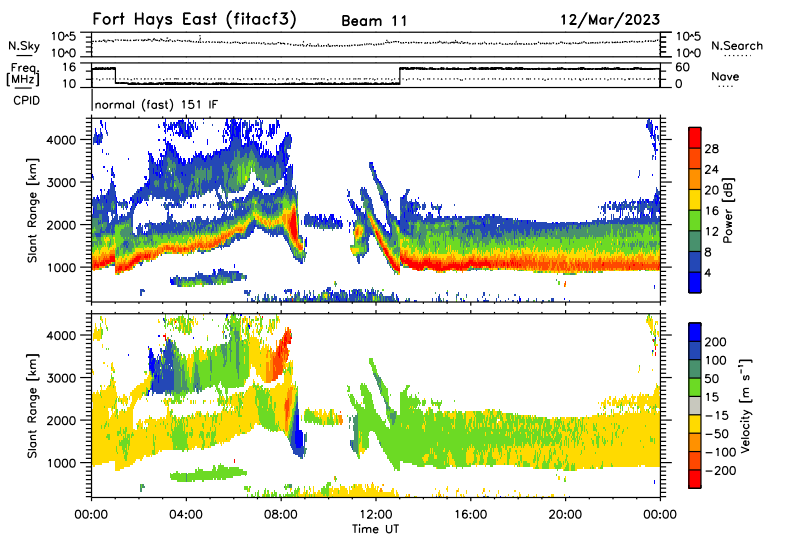 Fort Hays East (fitacf3) Beam 11 12/Mar/2023
N.Sky 10^5 10^0 10^5 10^0 N.Search
Freq. [MHz] 16 10 60 0 Nave
CPID normal (fast) 151 IF
Slant Range [km] 4000 3000 2000 1000
Power [dB] 28 24 20 16 12 8 4
Slant Range [km] 4000 3000 2000 1000
Velocity [m s⁻¹] 200 100 50 15 −15 −50 −100 −200
00:00 04:00 08:00 12:00 16:00 20:00 00:00
Time UT